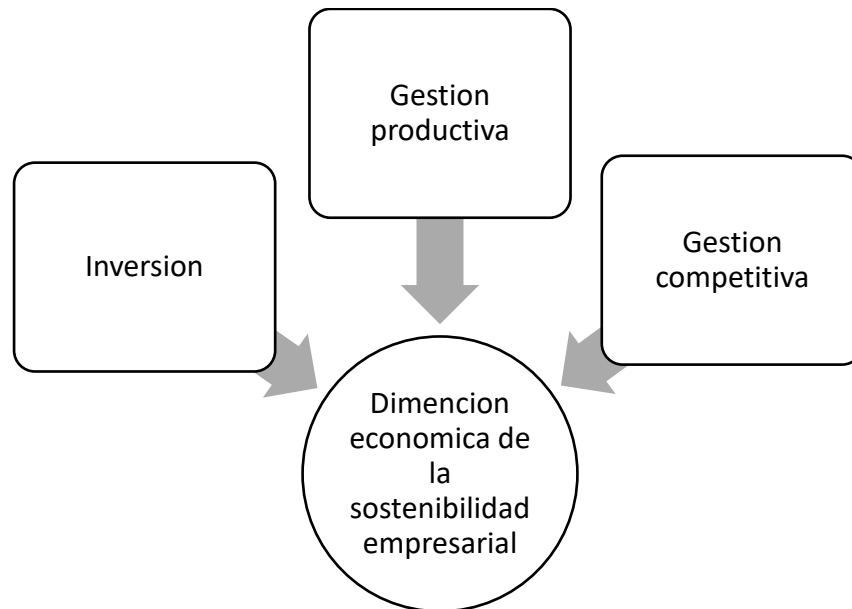 Gestion
productiva
Inversion
Gestion
competitiva
Dimencion
economica de
la
sostenibilidad
empresarial